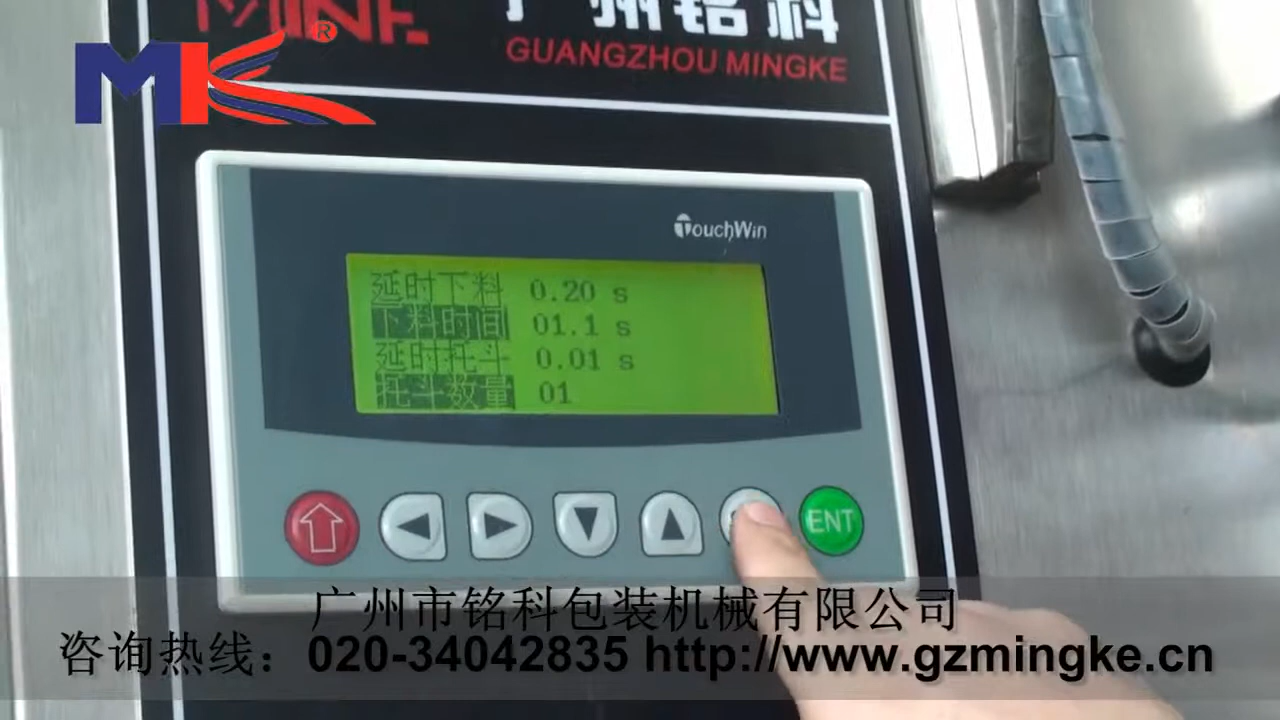 MK®
MINK
广州铭科
GUANGZHOU MINGKE
TouchWin
延时下料 0.20 s
下料时间 01.1 s
延时托斗 0.01 s
托斗数量 01
ENT
广州市铭科包装机械有限公司
咨询热线：020-34042835 http://www.gzmingke.cn